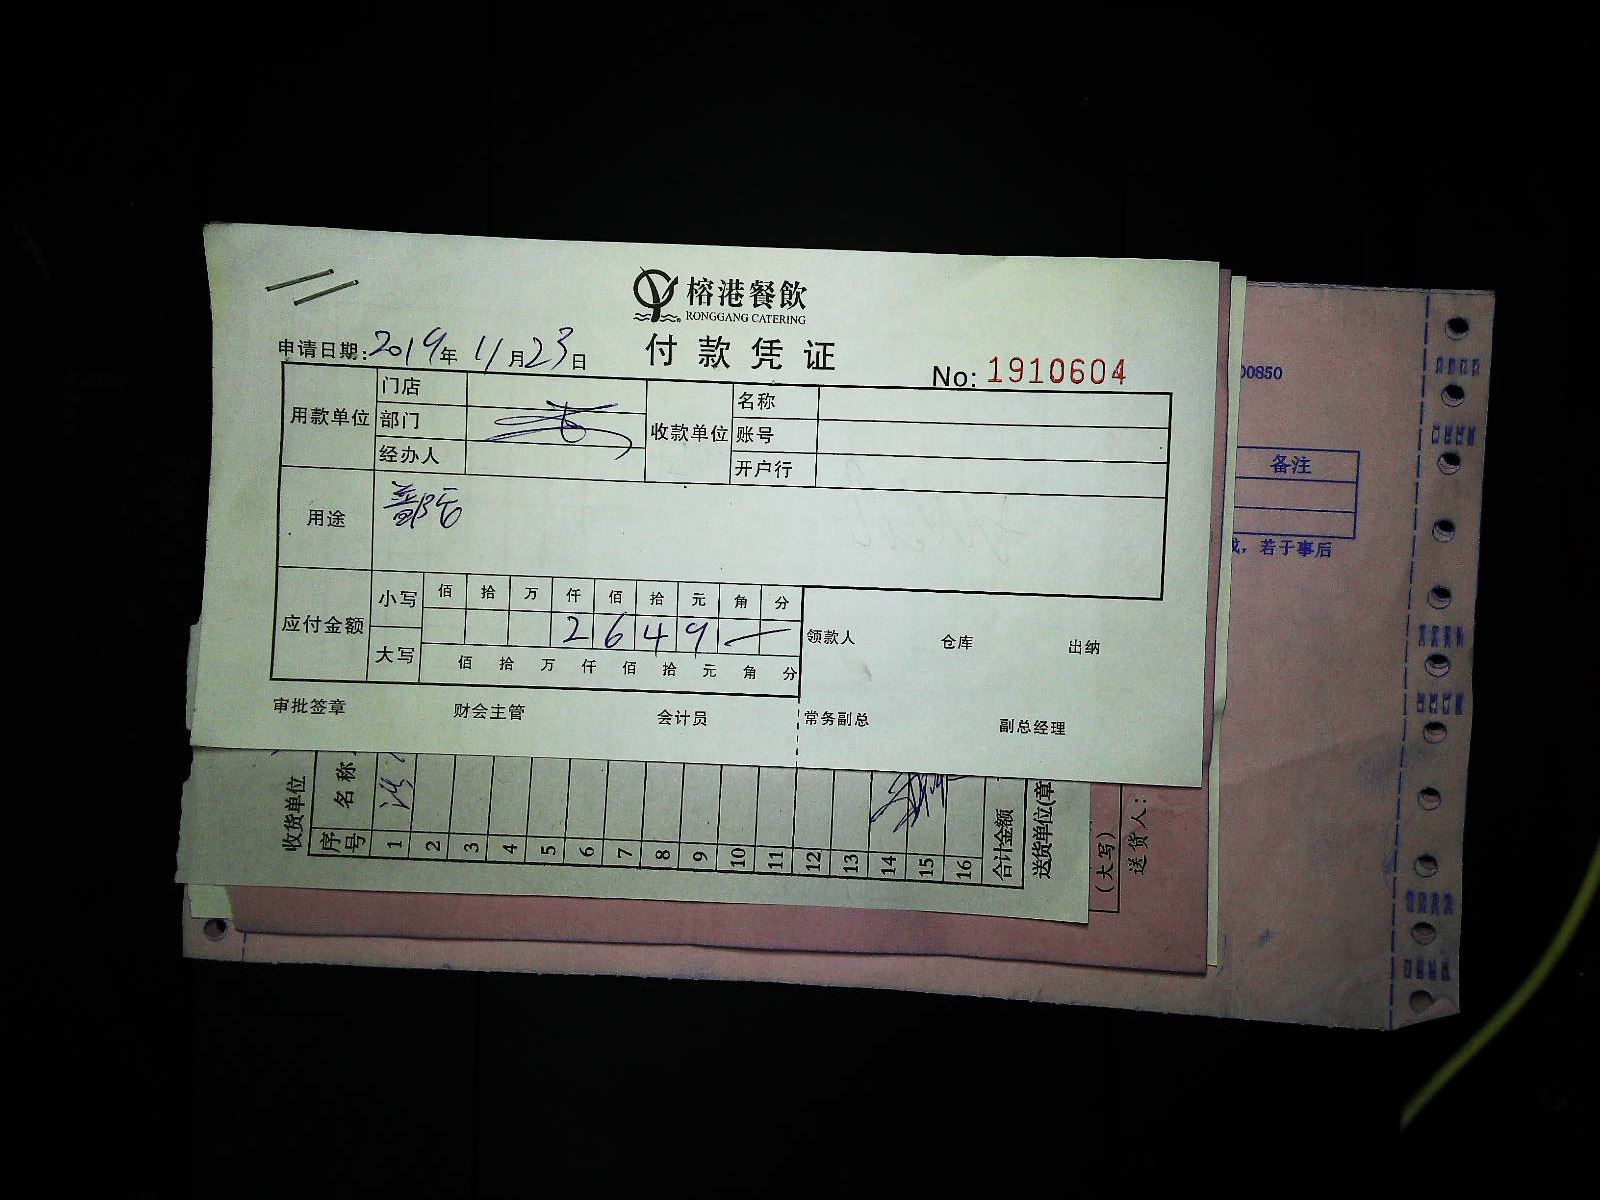 榕港餐飲
RONGGANG CATERING
付款凭证
申请日期:2019年11月23日
No: 1910604
用款单位 门店 部门 经办人
收款单位 名称 账号 开户行
用途
应付金额 小写 佰 拾 万 仟 佰 拾 元 角 分
2 6 4 9 —
大写 佰 拾 万 仟 佰 拾 元 角 分
领款人 仓库 出纳
审批签章 财会主管 会计员 常务副总 副总经理
收货单位
序号 名称
1 2 3 4 5 6 7 8 9 10 11 12 13 14 15 16
合计金额
送货单位(章
(大写)
送货人:
00850
备注
若于事后